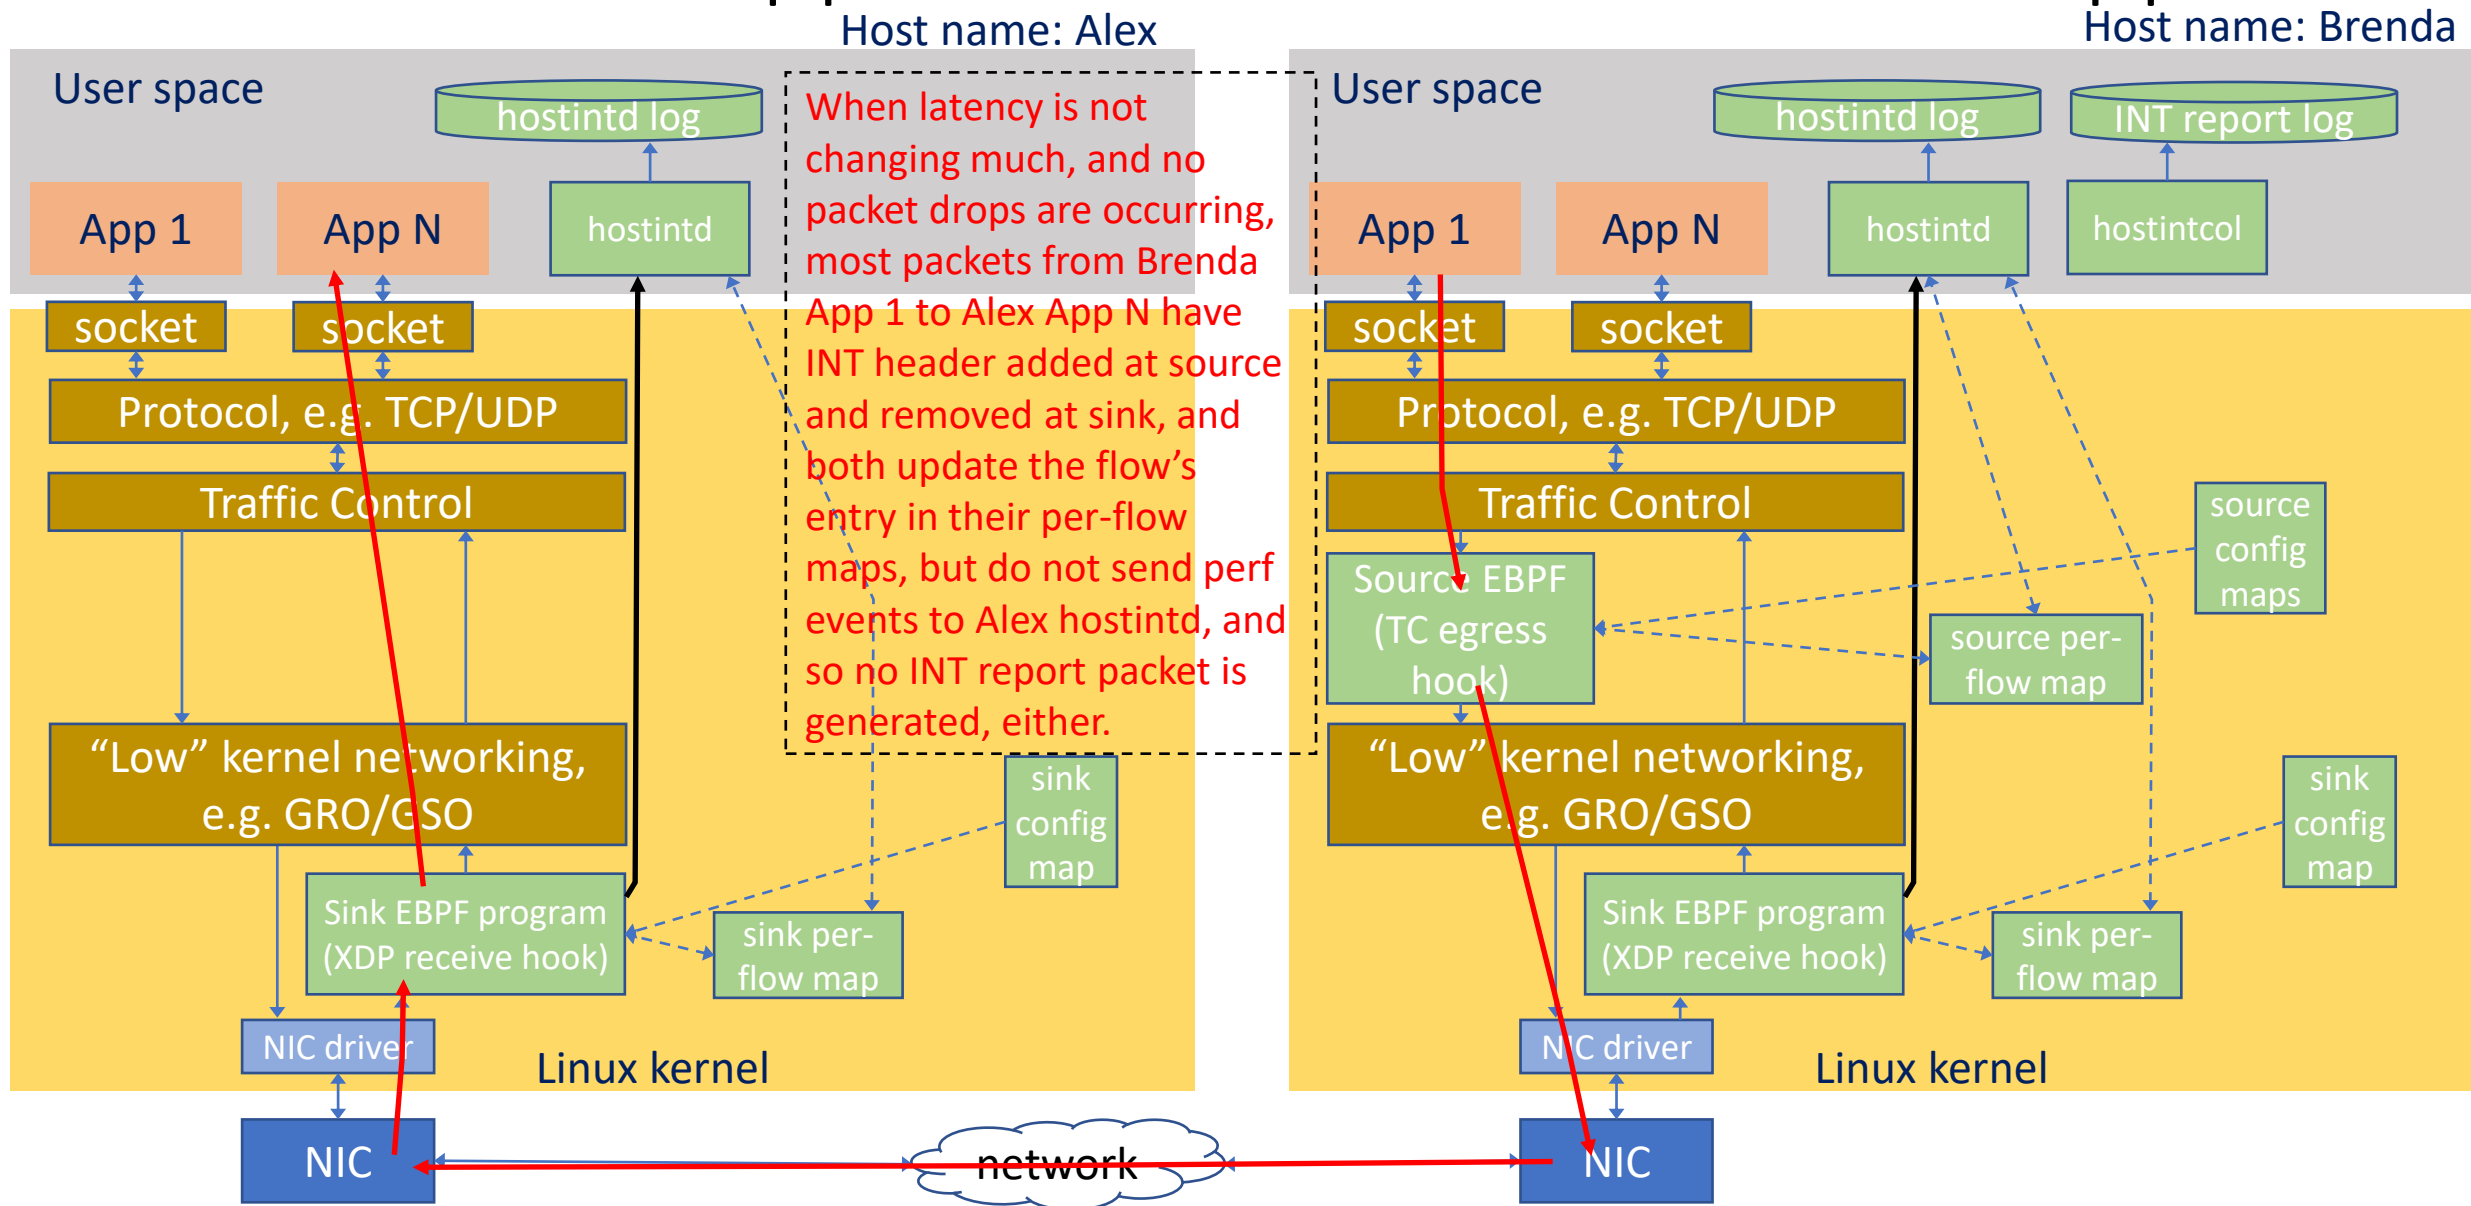 Host name: Alex
User space
hostintd log
App 1
App N
hostintd
socket
socket
Protocol, e.g. TCP/UDP
Traffic Control
“Low” kernel networking,
e.g. GRO/GSO
Sink EBPF program
(XDP receive hook)
sink
config
map
sink per-
flow map
NIC driver
Linux kernel
NIC
When latency is not
changing much, and no
packet drops are occurring,
most packets from Brenda
App 1 to Alex App N have
INT header added at source
and removed at sink, and
both update the flow’s
entry in their per-flow
maps, but do not send perf
events to Alex hostintd, and
so no INT report packet is
generated, either.
network
Host name: Brenda
User space
hostintd log
INT report log
App 1
App N
hostintd
hostintcol
socket
socket
Protocol, e.g. TCP/UDP
Traffic Control
Source EBPF
(TC egress
hook)
source
config
maps
source per-
flow map
“Low” kernel networking,
e.g. GRO/GSO
sink
config
map
Sink EBPF program
(XDP receive hook)
sink per-
flow map
NIC driver
Linux kernel
NIC